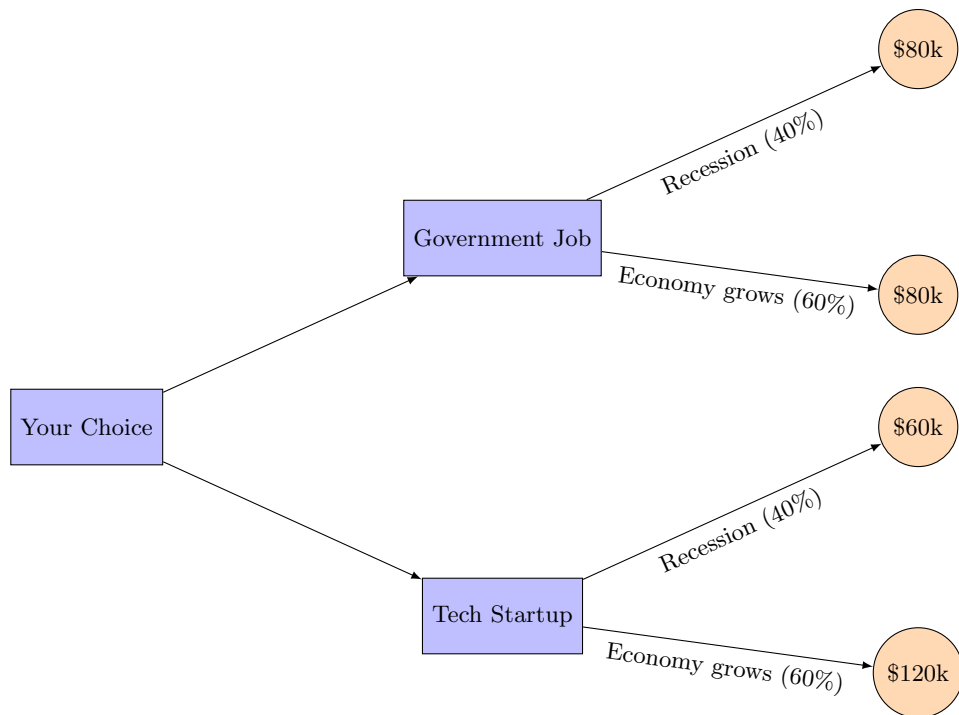 $80k
Recession (40%)
Government Job
Economy grows (60%)
$80k
Your Choice
$60k
Recession (40%)
Tech Startup
Economy grows (60%)
$120k